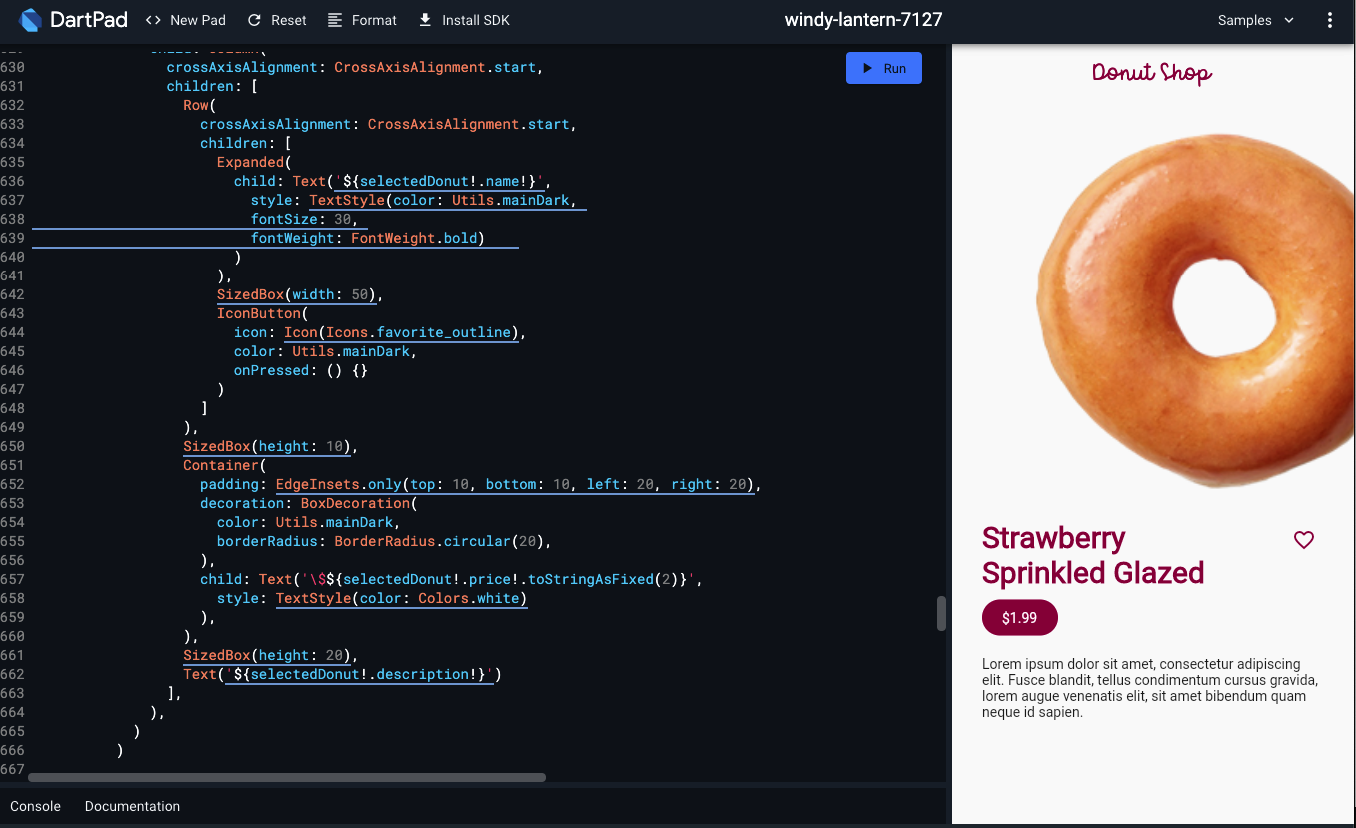 DartPad <> New Pad Reset Format Install SDK windy-lantern-7127 Samples
630 crossAxisAlignment: CrossAxisAlignment.start,
631 children: [
632 Row(
633 crossAxisAlignment: CrossAxisAlignment.start,
634 children: [
635 Expanded(
636 child: Text('${selectedDonut!.name!}',
637 style: TextStyle(color: Utils.mainDark,
638 fontSize: 30,
639 fontWeight: FontWeight.bold)
640 )
641 ),
642 SizedBox(width: 50),
643 IconButton(
644 icon: Icon(Icons.favorite_outline),
645 color: Utils.mainDark,
646 onPressed: () {}
647 )
648 ]
649 ),
650 SizedBox(height: 10),
651 Container(
652 padding: EdgeInsets.only(top: 10, bottom: 10, left: 20, right: 20),
653 decoration: BoxDecoration(
654 color: Utils.mainDark,
655 borderRadius: BorderRadius.circular(20),
656 ),
657 child: Text('\$${selectedDonut!.price!.toStringAsFixed(2)}',
658 style: TextStyle(color: Colors.white)
659 ),
660 ),
661 SizedBox(height: 20),
662 Text('${selectedDonut!.description!}')
663 ],
664 ),
665 )
666 )
667
Run
Console Documentation
Donut Shop
Strawberry
Sprinkled Glazed
$1.99
Lorem ipsum dolor sit amet, consectetur adipiscing
elit. Fusce blandit, tellus condimentum cursus gravida,
lorem augue venenatis elit, sit amet bibendum quam
neque id sapien.